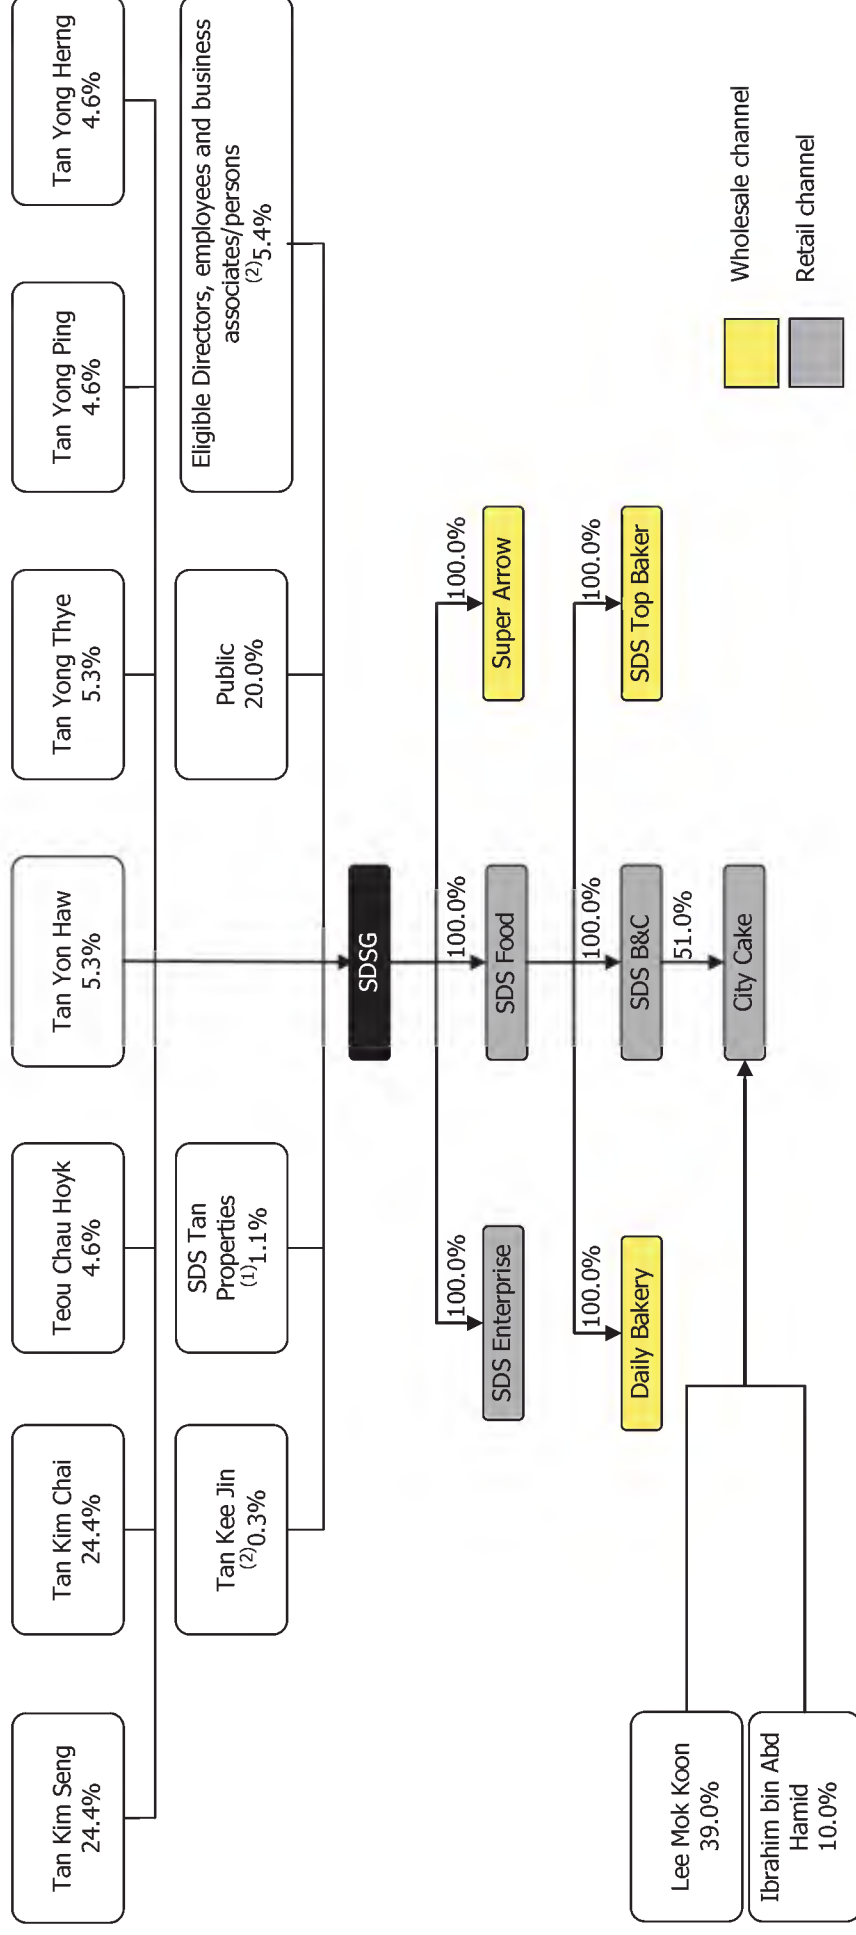 Tan Kim Seng
24.4%
Tan Kim Chai
24.4%
Teou Chau Hoyk
4.6%
Tan Yon Haw
5.3%
Tan Yong Thye
5.3%
Tan Yong Ping
4.6%
Tan Yong Herng
4.6%
Tan Kee Jin
(2)0.3%
SDS Tan
Properties
(1)1.1%
Public
20.0%
Eligible Directors, employees and business
associates/persons
(2)5.4%
SDSG
100.0%
100.0%
100.0%
SDS Enterprise
SDS Food
Super Arrow
100.0%
100.0%
100.0%
Daily Bakery
SDS B&C
SDS Top Baker
51.0%
Lee Mok Koon
39.0%
City Cake
Ibrahim bin Abd
Hamid
10.0%
Wholesale channel
Retail channel